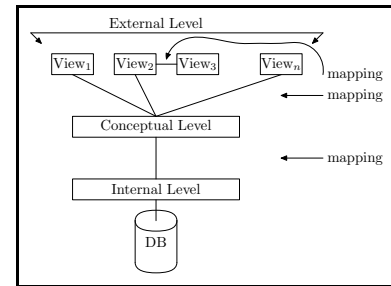 External Level
View1 View2 View3 Viewn
mapping
mapping
Conceptual Level
mapping
Internal Level
DB